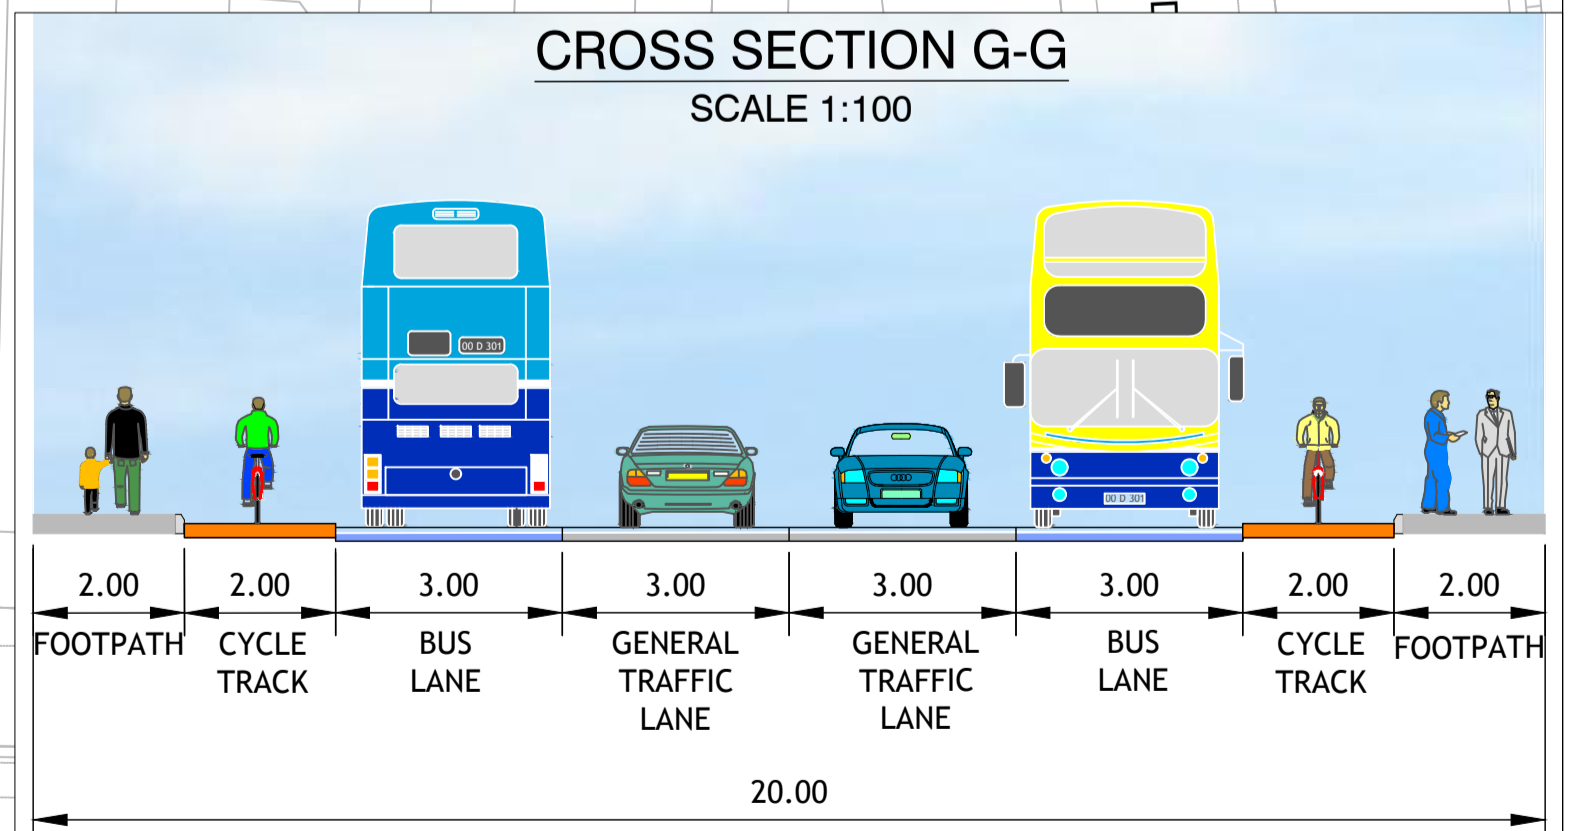 CROSS SECTION G-G
SCALE 1:100
00 D 301
00 D 301
2.00 2.00 3.00 3.00 3.00 3.00 2.00 2.00
FOOTPATH CYCLE BUS GENERAL GENERAL BUS CYCLE FOOTPATH
TRACK LANE TRAFFIC TRAFFIC LANE TRACK
LANE LANE
20.00